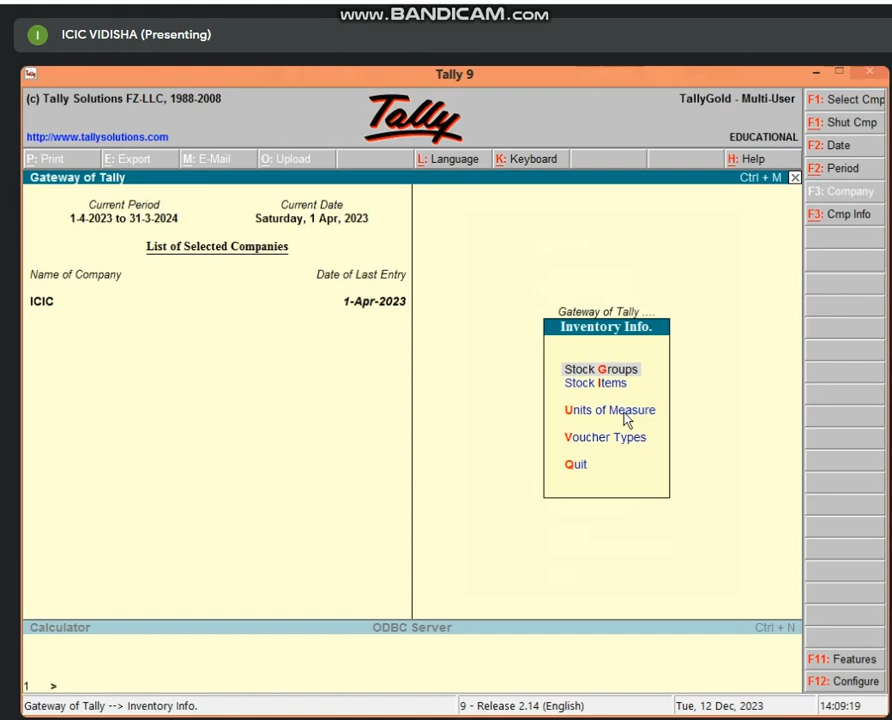 www.BANDICAM.com
I ICIC VIDISHA (Presenting)
Tally Tally 9
(c) Tally Solutions FZ-LLC, 1988-2008
http://www.tallysolutions.com
Tally
TallyGold - Multi-User
EDUCATIONAL
P: Print E: Export M: E-Mail O: Upload L: Language K: Keyboard H: Help
Gateway of Tally Ctrl + M
Current Period Current Date
1-4-2023 to 31-3-2024 Saturday, 1 Apr, 2023
List of Selected Companies
Name of Company Date of Last Entry
ICIC 1-Apr-2023
Gateway of Tally ....
Inventory Info.
Stock Groups
Stock Items
Units of Measure
Voucher Types
Quit
F1: Select Cmp
F1: Shut Cmp
F2: Date
F2: Period
F3: Company
F3: Cmp Info
F11: Features
F12: Configure
Calculator ODBC Server Ctrl + N
1 >
Gateway of Tally --> Inventory Info. 9 - Release 2.14 (English) Tue, 12 Dec, 2023 14:09:19